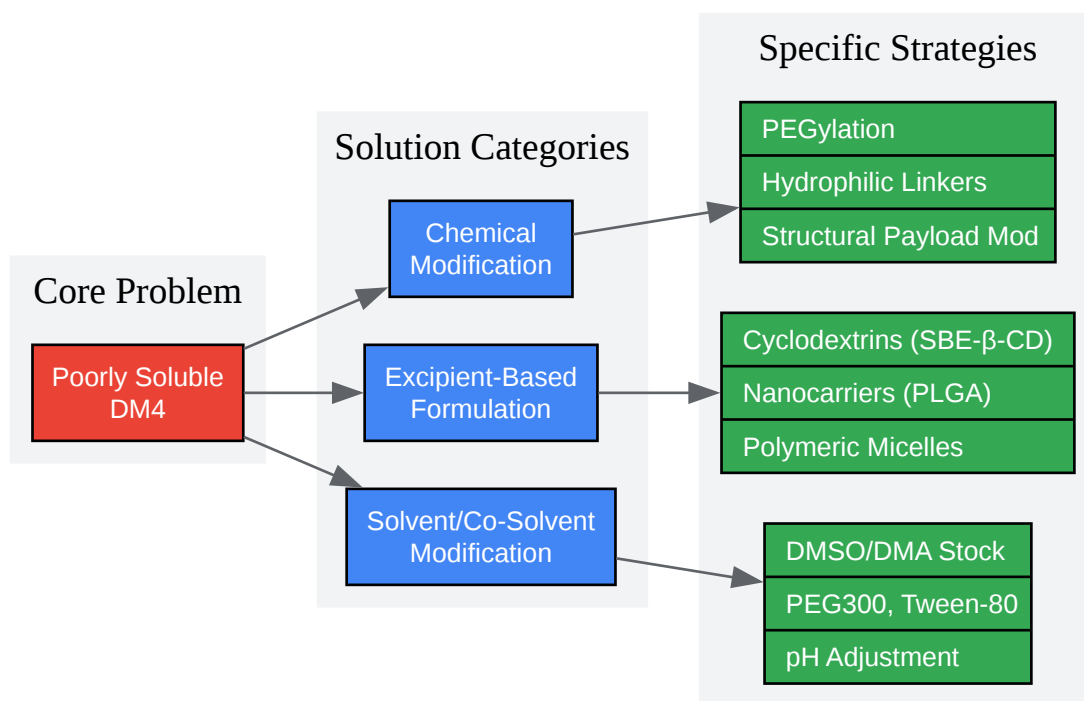 Core Problem
Poorly Soluble
DM4
Solution Categories
Chemical
Modification
Excipient-Based
Formulation
Solvent/Co-Solvent
Modification
Specific Strategies
PEGylation
Hydrophilic Linkers
Structural Payload Mod
Cyclodextrins (SBE-β-CD)
Nanocarriers (PLGA)
Polymeric Micelles
DMSO/DMA Stock
PEG300, Tween-80
pH Adjustment